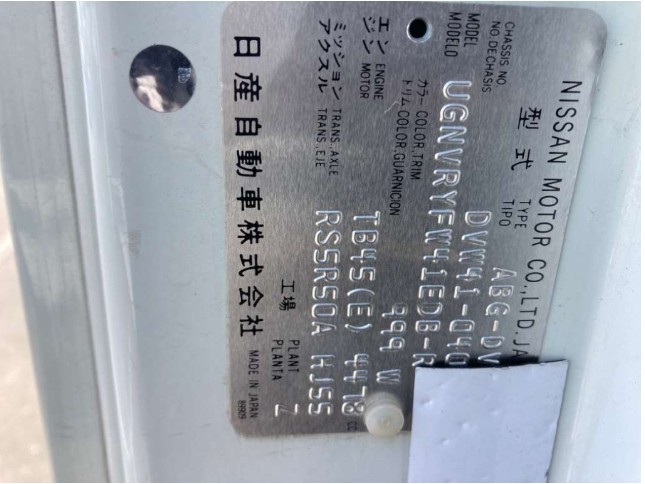 NISSAN MOTOR CO.,LTD.JA
型式 TYPE TIPO ABG-DV
CHASSIS NO. NO.DE CHASIS DVW41-040
MODEL MODELO UGNVRYFW41EDB-R
カラー COLOR,TRIM
トリム COLOR,GUARNICION 999 W
エンジン ENGINE MOTOR TB45(E) 4478 CC
ミッション TRANS. AXLE
アクスル TRANS. EJE RS5R50A HJ55
工場 PLANT PLANTA Z
日産自動車株式会社 MADE IN JAPAN